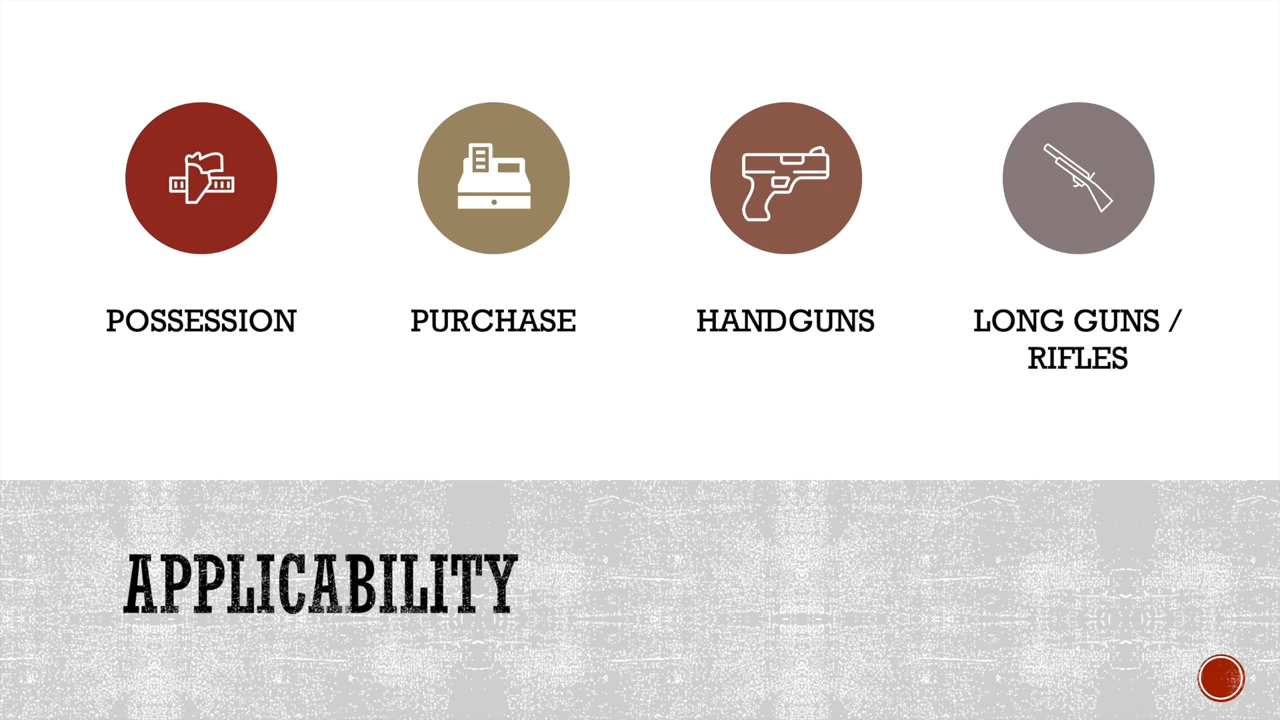 POSSESSION
PURCHASE
HANDGUNS
LONG GUNS /
RIFLES
APPLICABILITY